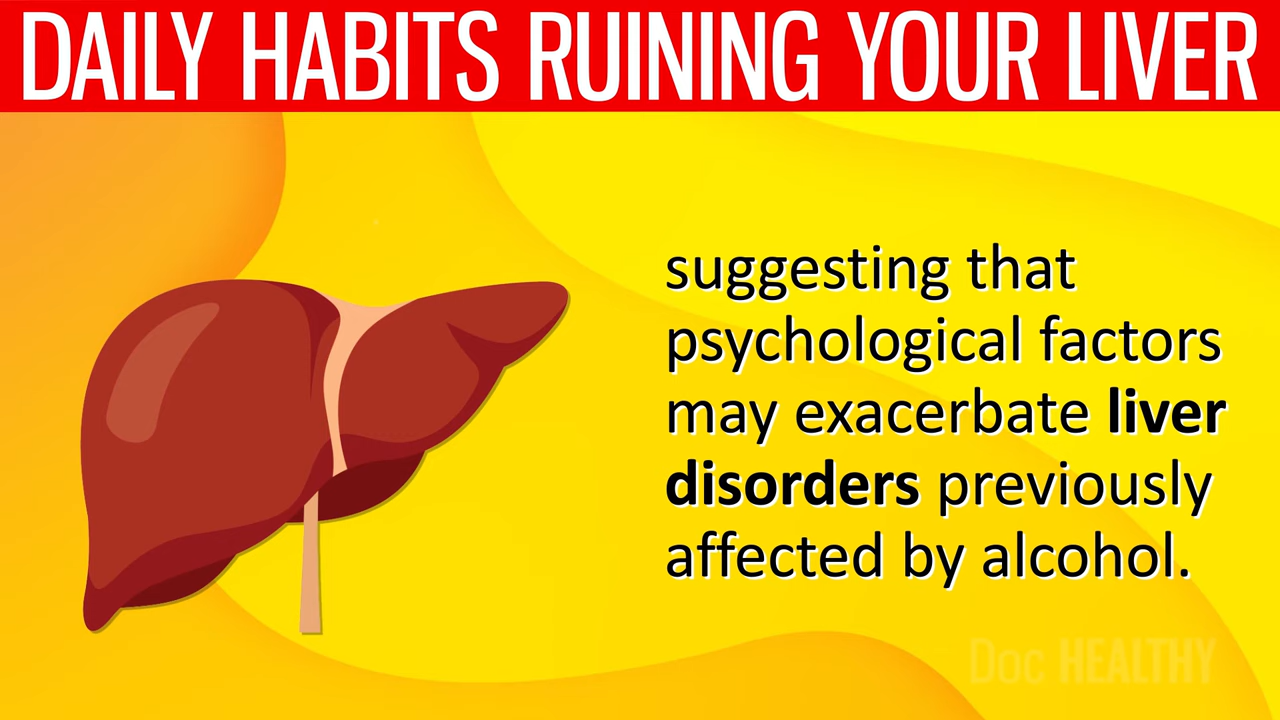 DAILY HABITS RUINING YOUR LIVER
suggesting that
psychological factors
may exacerbate liver
disorders previously
affected by alcohol.
Doc HEALTHY